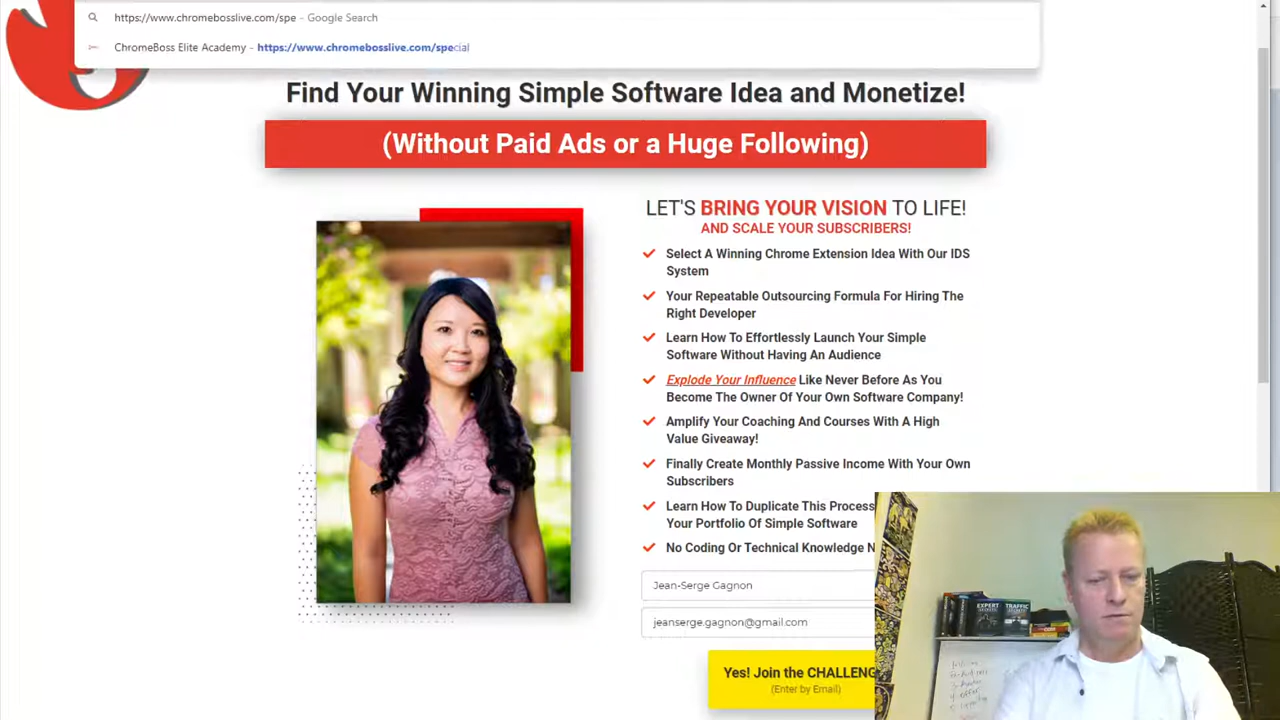 https://www.chromebosslive.com/spe - Google Search
ChromeBoss Elite Academy - https://www.chromebosslive.com/special
Find Your Winning Simple Software Idea and Monetize!
(Without Paid Ads or a Huge Following)
LET'S BRING YOUR VISION TO LIFE!
AND SCALE YOUR SUBSCRIBERS!
Select A Winning Chrome Extension Idea With Our IDS
System
Your Repeatable Outsourcing Formula For Hiring The
Right Developer
Learn How To Effortlessly Launch Your Simple
Software Without Having An Audience
Explode Your Influence Like Never Before As You
Become The Owner Of Your Own Software Company!
Amplify Your Coaching And Courses With A High
Value Giveaway!
Finally Create Monthly Passive Income With Your Own
Subscribers
Learn How To Duplicate This Process
Your Portfolio Of Simple Software
No Coding Or Technical Knowledge N
Jean-Serge Gagnon
jeanserge.gagnon@gmail.com
Yes! Join the CHALLENG
(Enter by Email)
EXPERT
SECRETS
TRAFFIC
SECRETS